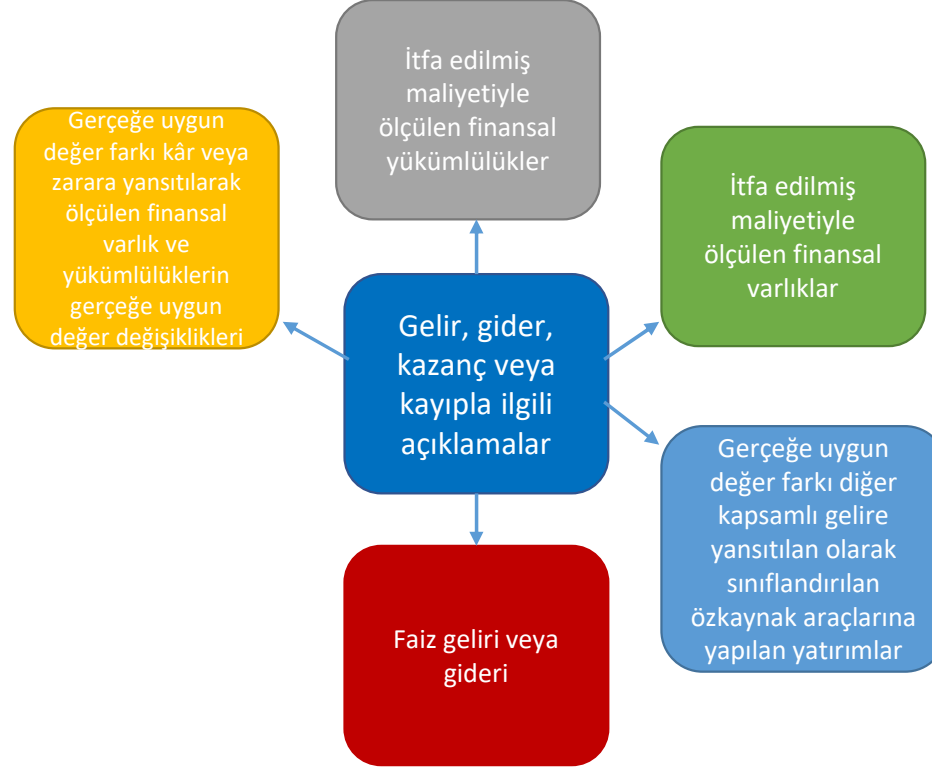 İtfa edilmiş
maliyetiyle
ölçülen finansal
yükümlülükler
Gerçeğe uygun
değer farkı kâr veya
zarara yansıtılarak
ölçülen finansal
varlık ve
yükümlülüklerin
gerçeğe uygun
değer değişiklikleri
İtfa edilmiş
maliyetiyle
ölçülen finansal
varlıklar
Gelir, gider,
kazanç veya
kayıpla ilgili
açıklamalar
Gerçeğe uygun
değer farkı diğer
kapsamlı gelire
yansıtılan olarak
sınıflandırılan
özkaynak araçlarına
yapılan yatırımlar
Faiz geliri veya
gideri